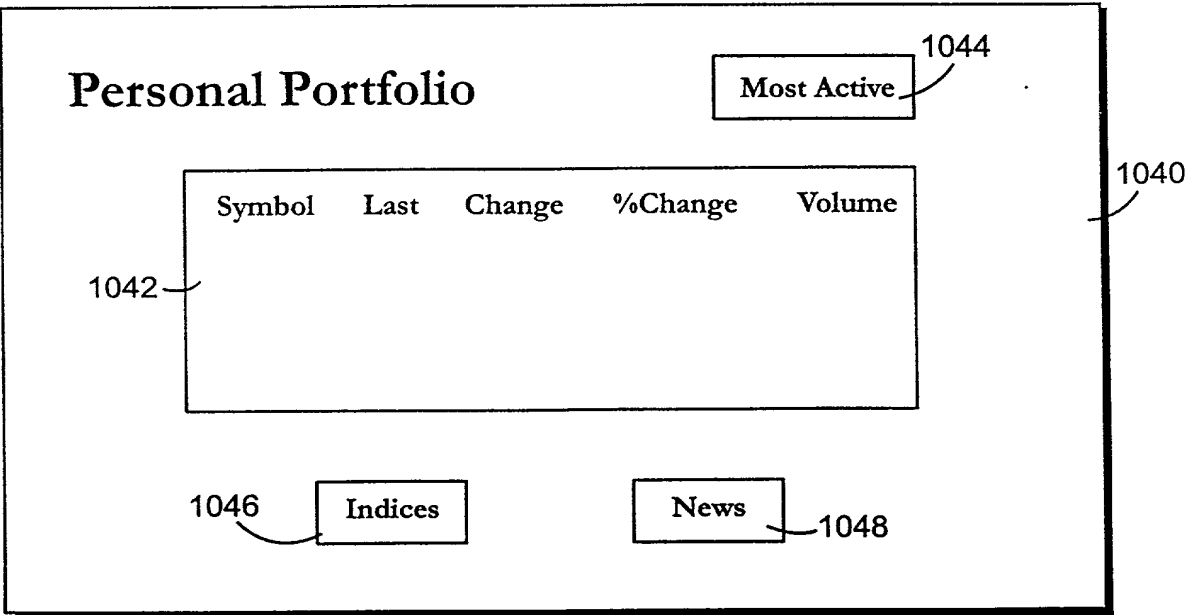 1044
Personal Portfolio
Most Active
1040
Symbol Last Change %Change Volume
1042
1046
Indices
News
1048